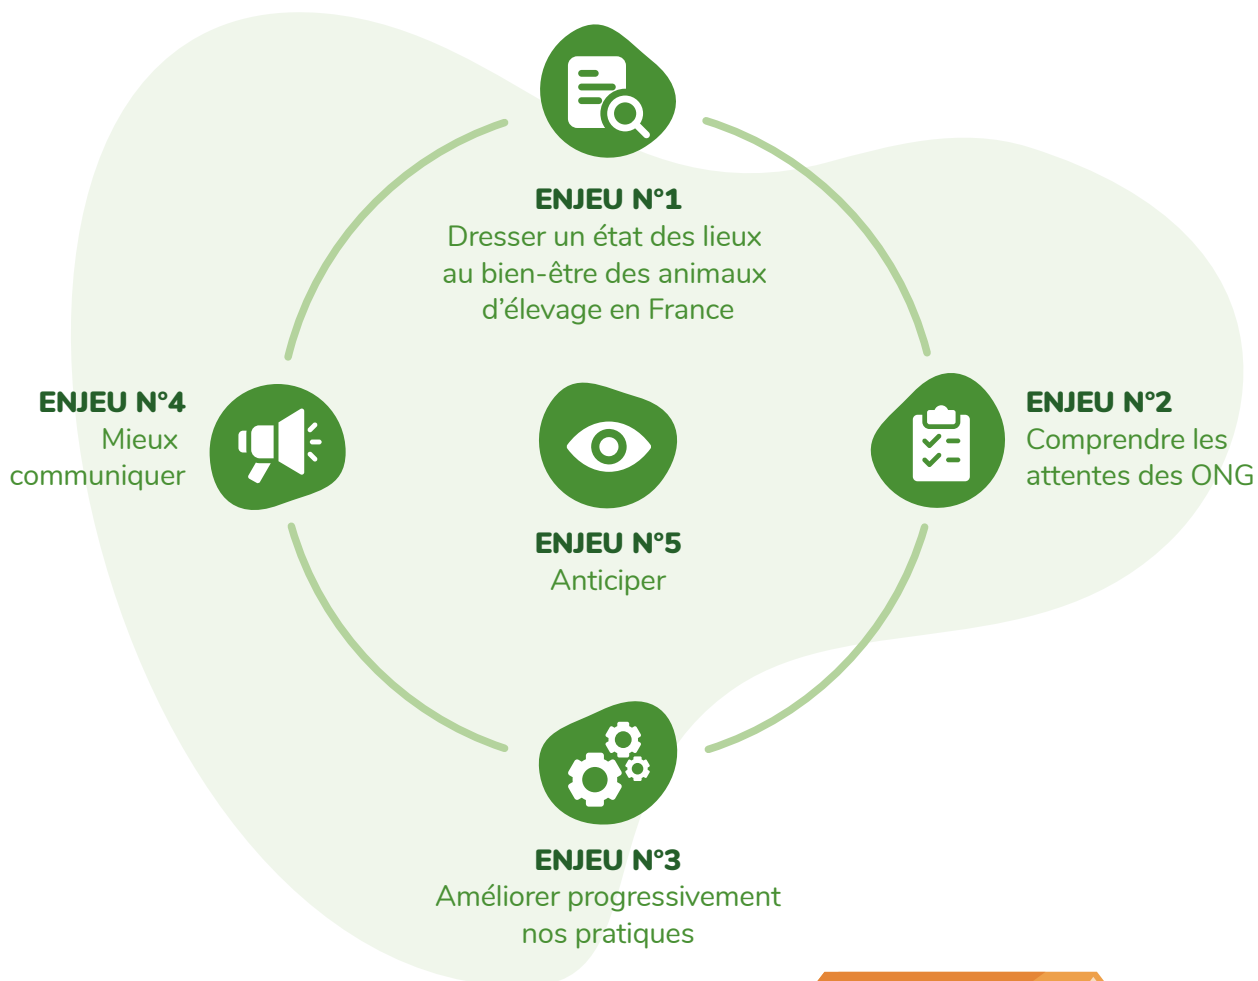 ENJEU N°1
Dresser un état des lieux
au bien-être des animaux
d’élevage en France
ENJEU N°4
Mieux
communiquer
ENJEU N°2
Comprendre les
attentes des ONG
ENJEU N°5
Anticiper
ENJEU N°3
Améliorer progressivement
nos pratiques